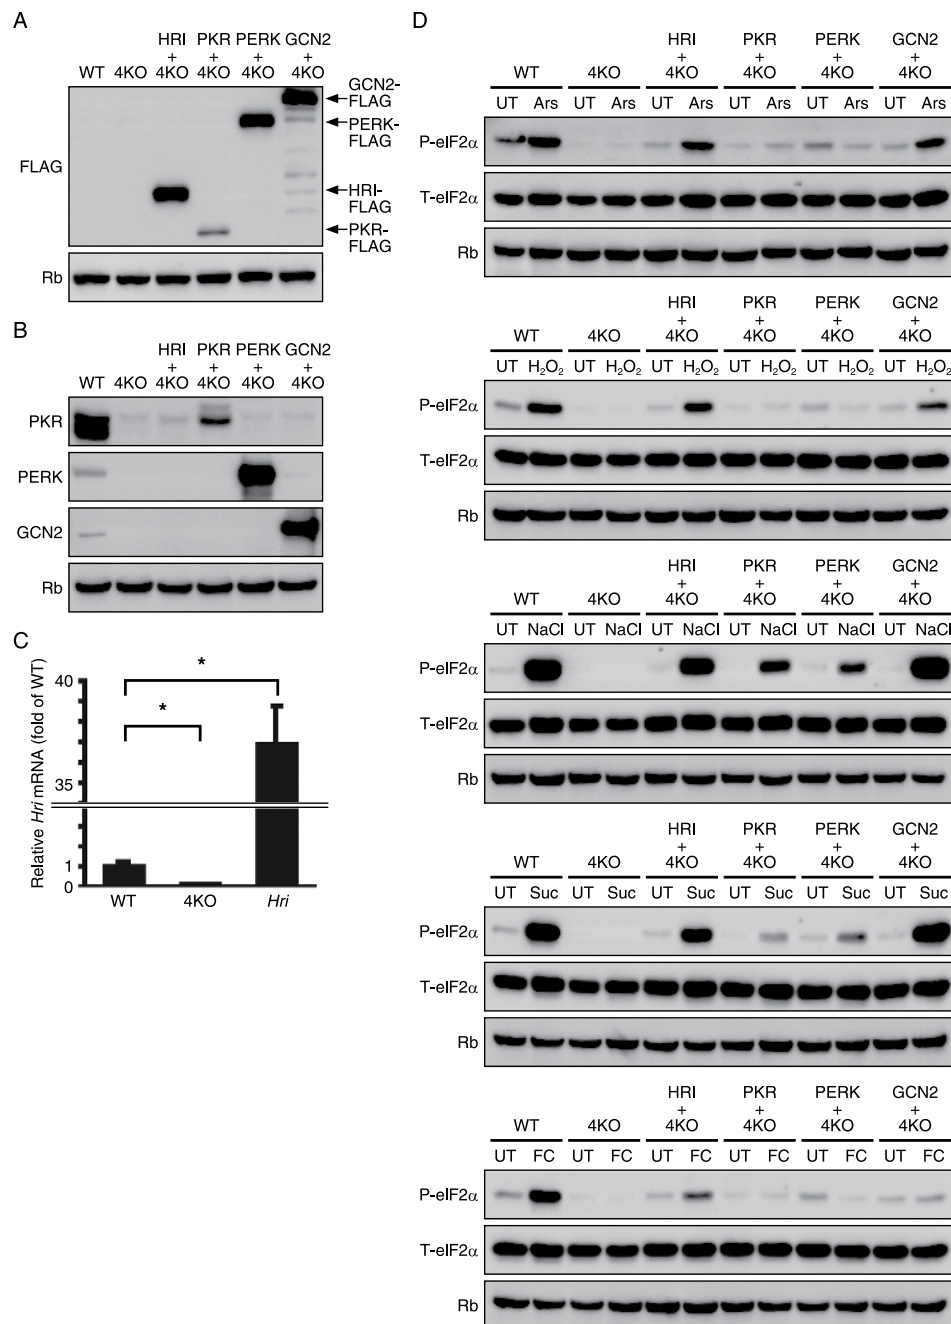 A
HRI PKR PERK GCN2
+ + + +
WT 4KO 4KO 4KO 4KO 4KO
FLAG
GCN2-
FLAG
PERK-
FLAG
HRI-
FLAG
PKR-
FLAG
Rb
B
HRI PKR PERK GCN2
+ + + +
WT 4KO 4KO 4KO 4KO 4KO
PKR
PERK
GCN2
Rb
C
Relative Hri mRNA (fold of WT)
40
35
1
0
*
*
WT 4KO Hri
D
HRI PKR PERK GCN2
+ + + +
WT 4KO 4KO 4KO 4KO 4KO
UT Ars UT Ars UT Ars UT Ars UT Ars UT Ars
P-eIF2α
T-eIF2α
Rb
HRI PKR PERK GCN2
+ + + +
WT 4KO 4KO 4KO 4KO 4KO
UT H₂O₂ UT H₂O₂ UT H₂O₂ UT H₂O₂ UT H₂O₂ UT H₂O₂
P-eIF2α
T-eIF2α
Rb
HRI PKR PERK GCN2
+ + + +
WT 4KO 4KO 4KO 4KO 4KO
UT NaCl UT NaCl UT NaCl UT NaCl UT NaCl UT NaCl
P-eIF2α
T-eIF2α
Rb
HRI PKR PERK GCN2
+ + + +
WT 4KO 4KO 4KO 4KO 4KO
UT Suc UT Suc UT Suc UT Suc UT Suc UT Suc
P-eIF2α
T-eIF2α
Rb
HRI PKR PERK GCN2
+ + + +
WT 4KO 4KO 4KO 4KO 4KO
UT FC UT FC UT FC UT FC UT FC UT FC
P-eIF2α
T-eIF2α
Rb